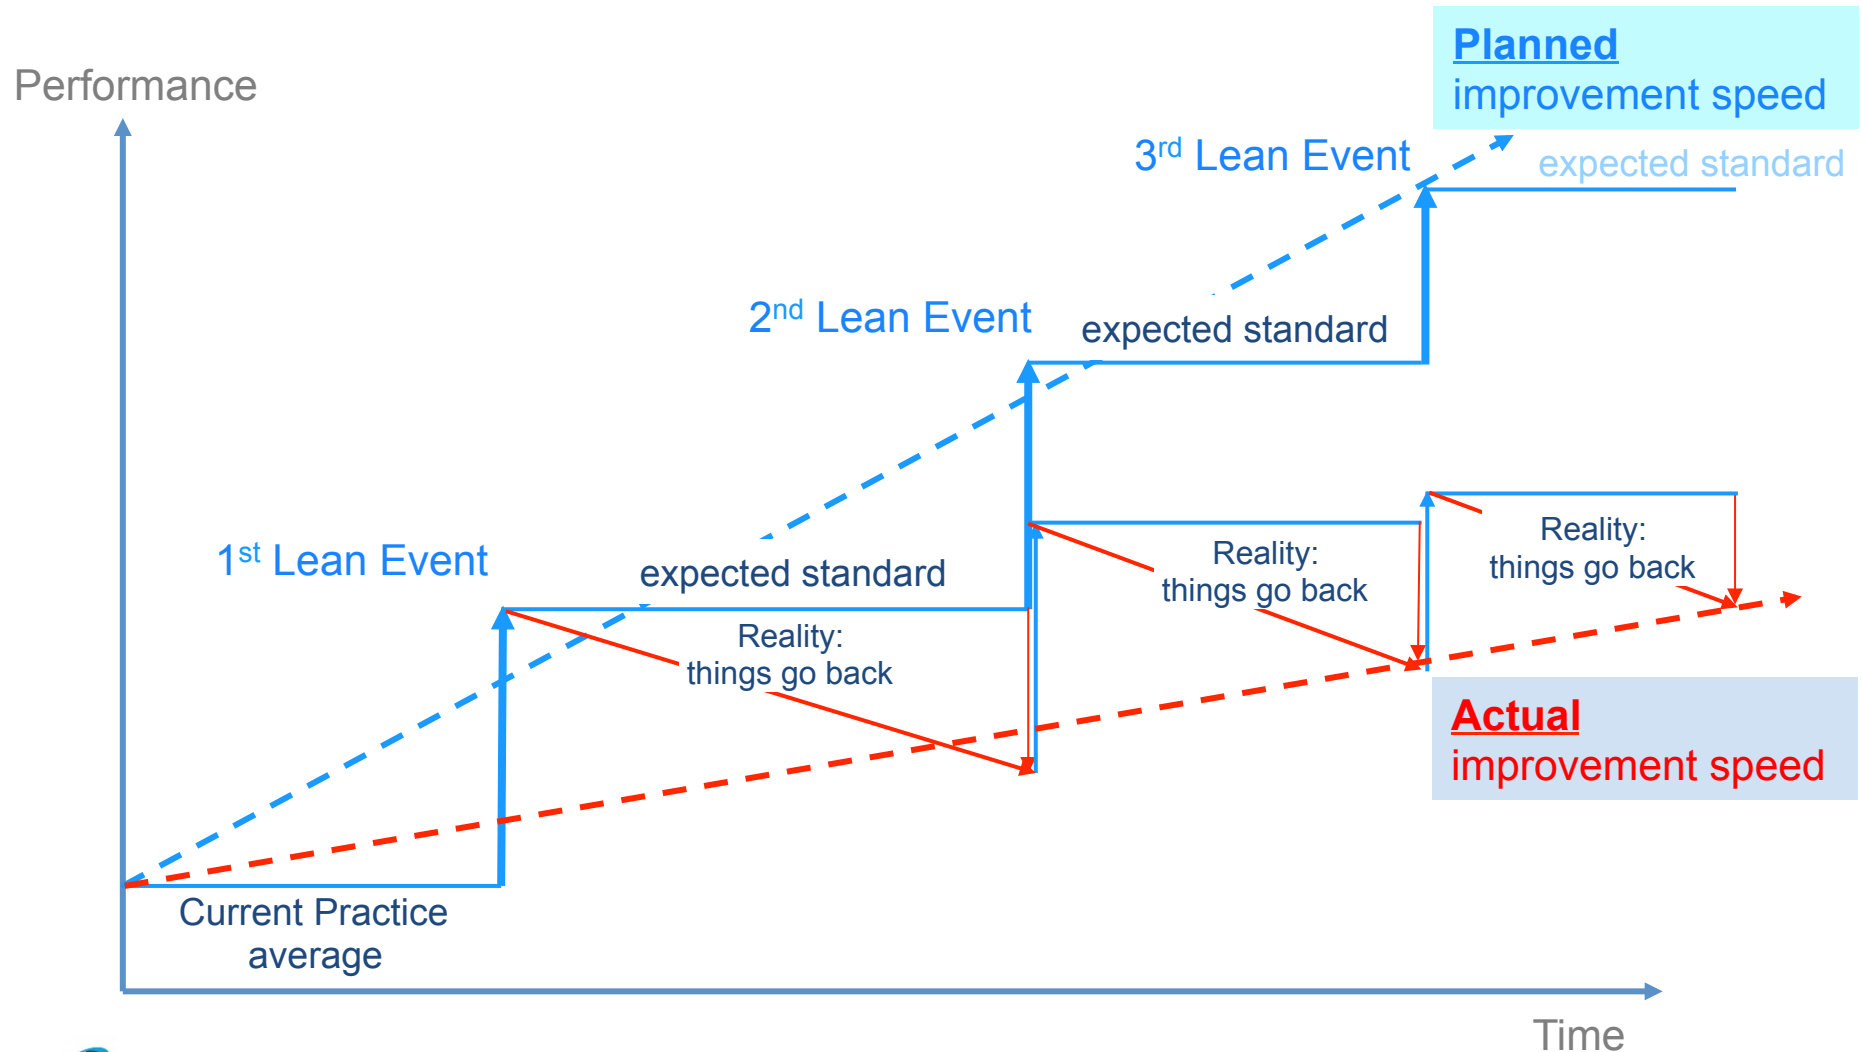 Planned
improvement speed
Performance
3rd Lean Event
expected standard
2nd Lean Event
expected standard
1st Lean Event
expected standard
Reality:
things go back
Reality:
things go back
Reality:
things go back
Actual
improvement speed
Current Practice
average
Time